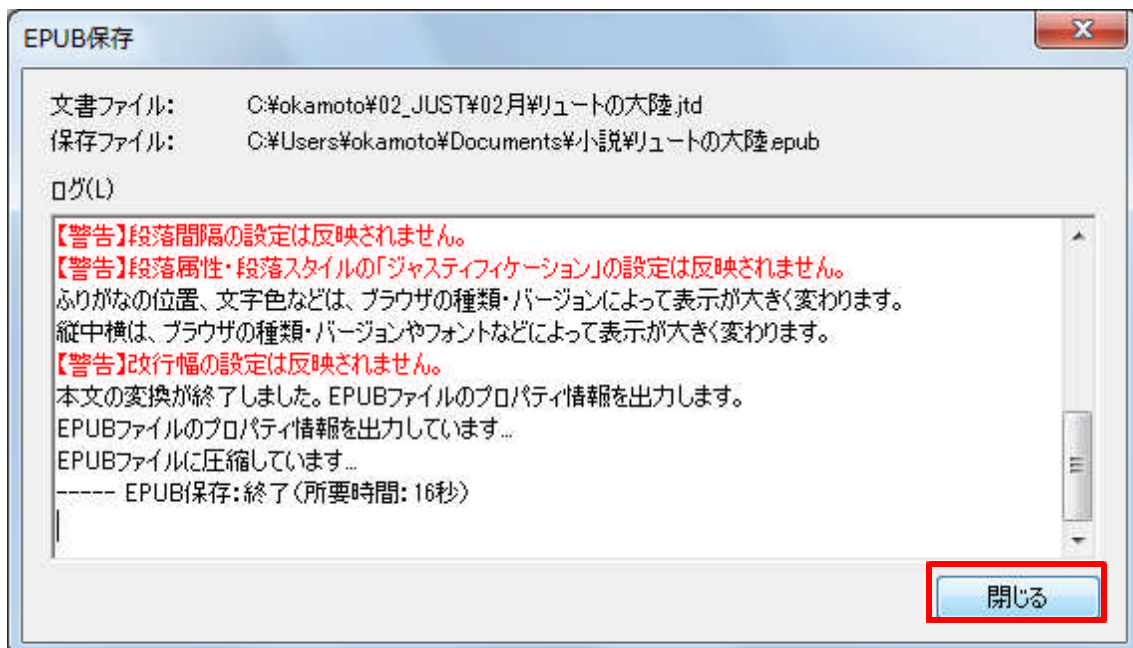 EPUB保存
文書ファイル: C:¥okamoto¥02_JUST¥02月¥リュートの大陸.jtd
保存ファイル: C:¥Users¥okamoto¥Documents¥小説¥リュートの大陸.epub
ログ(L)
【警告】段落間隔の設定は反映されません。
【警告】段落属性・段落スタイルの「ジャスティフィケーション」の設定は反映されません。
ふりがなの位置、文字色などは、ブラウザの種類・バージョンによって表示が大きく変わります。
縦中横は、ブラウザの種類・バージョンやフォントなどによって表示が大きく変わります。
【警告】改行幅の設定は反映されません。
本文の変換が終了しました。EPUBファイルのプロパティ情報を出力します。
EPUBファイルのプロパティ情報を出力しています...
EPUBファイルに圧縮しています...
----- EPUB保存:終了(所要時間: 16秒)
閉じる